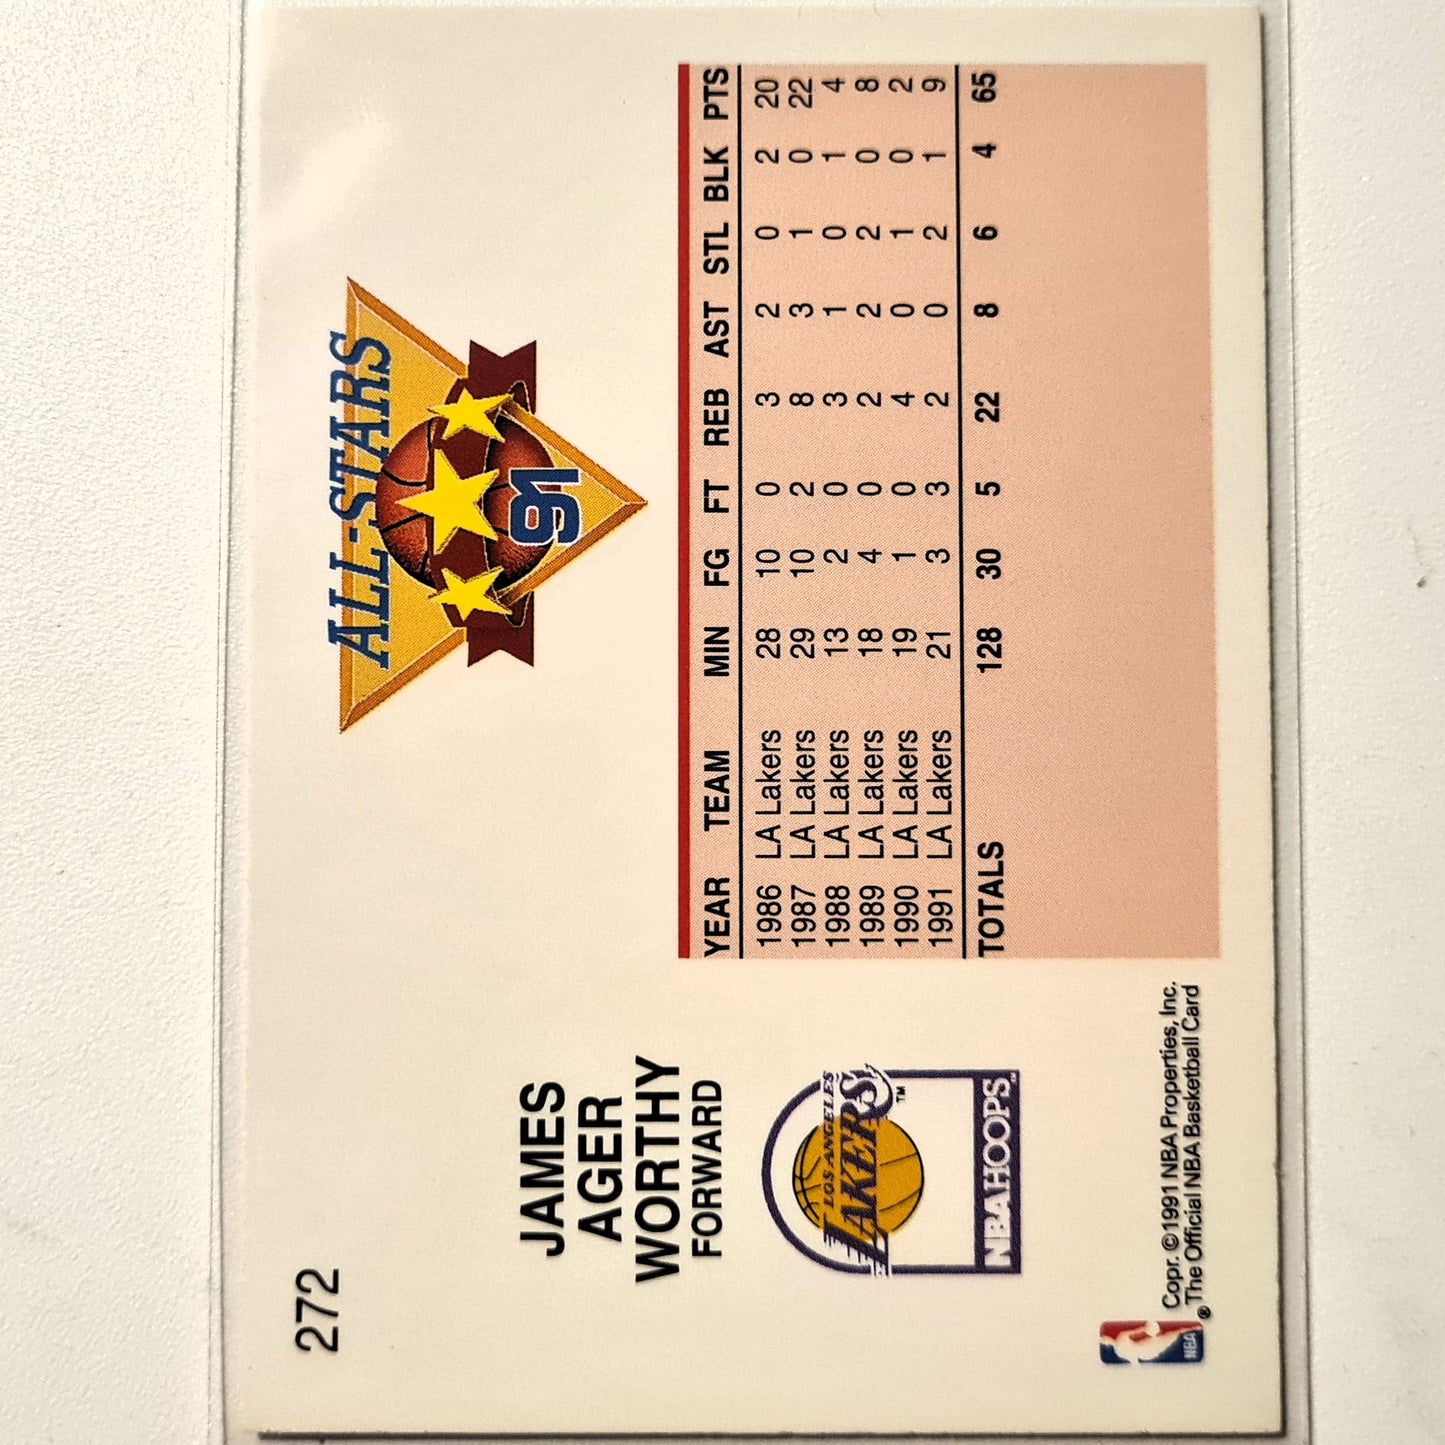 272
ALL-STARS
91
JAMES
AGER
WORTHY
FORWARD
LOS ANGELES
LAKERS
TM
NBA HOOPS
YEAR TEAM MIN FG FT REB AST STL BLK PTS
1986 LA Lakers 28 10 0 3 2 0 2 20
1987 LA Lakers 29 10 2 8 3 1 0 22
1988 LA Lakers 13 2 0 3 1 0 1 4
1989 LA Lakers 18 4 0 2 2 2 0 8
1990 LA Lakers 19 1 0 4 0 1 0 2
1991 LA Lakers 21 3 3 2 0 2 1 9
TOTALS 128 30 5 22 8 6 4 65
NBA
Copr. © 1991 NBA Properties, Inc.
® The Official NBA Basketball Card